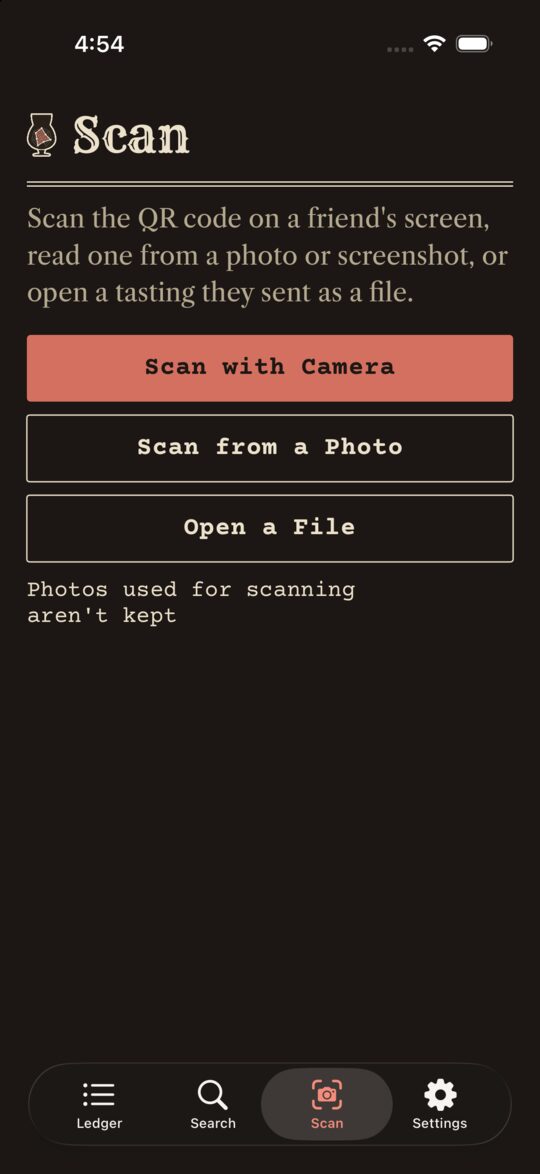 4:54
Scan
Scan the QR code on a friend's screen,
read one from a photo or screenshot, or
open a tasting they sent as a file.
Scan with Camera
Scan from a Photo
Open a File
Photos used for scanning
aren't kept
Ledger
Search
Scan
Settings